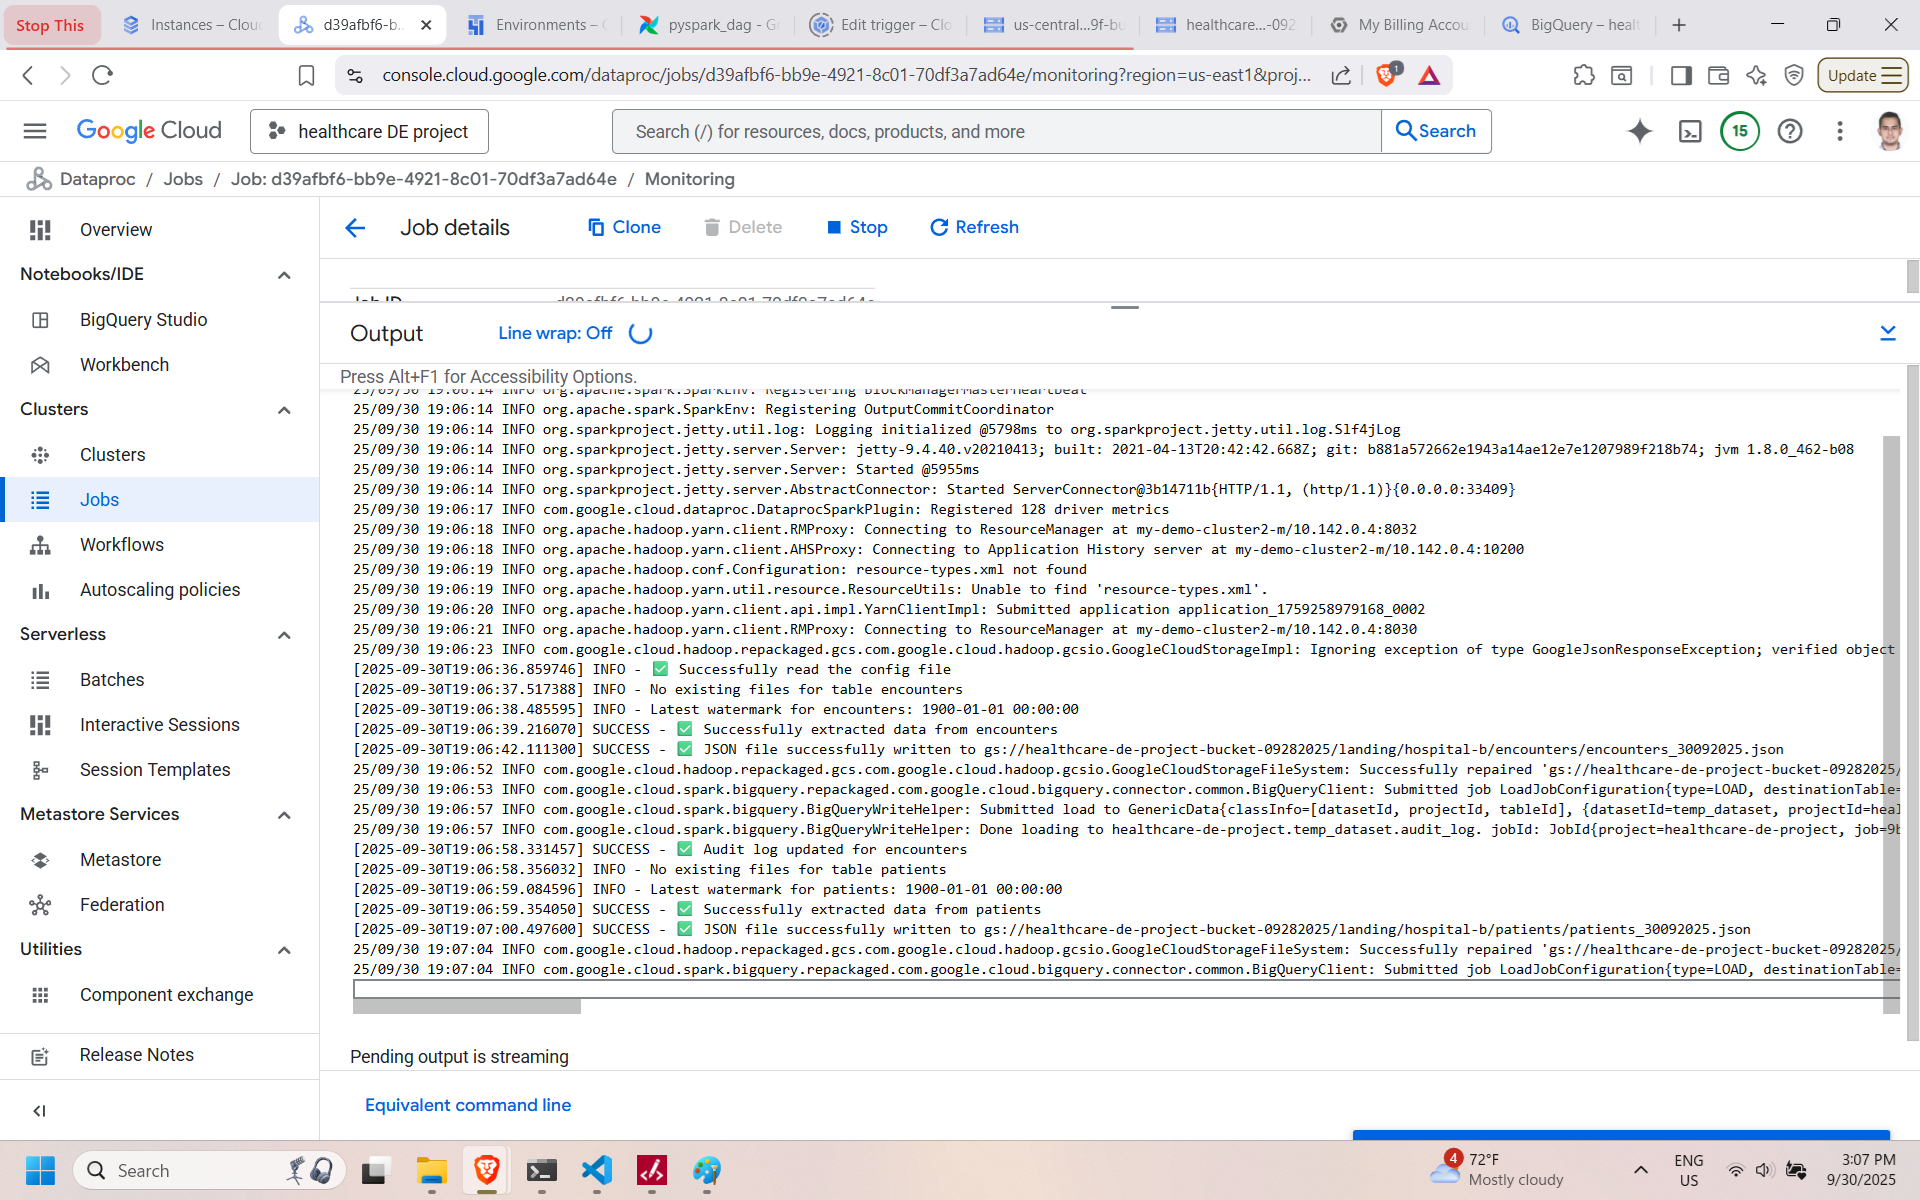 Stop This
Instances – Clou
d39afbf6-b..
Environments – C
pyspark_dag - G
Edit trigger – Clo
us-central...9f-bu
healthcare...-092
My Billing Accou
BigQuery – healt
console.cloud.google.com/dataproc/jobs/d39afbf6-bb9e-4921-8c01-70df3a7ad64e/monitoring?region=us-east1&proj...
1
Update
Google Cloud
healthcare DE project
Search (/) for resources, docs, products, and more
Search
15
Dataproc / Jobs / Job: d39afbf6-bb9e-4921-8c01-70df3a7ad64e / Monitoring
Overview
Notebooks/IDE
BigQuery Studio
Workbench
Clusters
Clusters
Jobs
Workflows
Autoscaling policies
Serverless
Batches
Interactive Sessions
Session Templates
Metastore Services
Metastore
Federation
Utilities
Component exchange
Release Notes
Job details
Clone
Delete
Stop
Refresh
Job ID d39afbf6-bb9e-4921-8c01-70df3a7ad64e
Output
Line wrap: Off
Press Alt+F1 for Accessibility Options.
25/09/30 19:06:14 INFO org.apache.spark.SparkEnv: Registering BlockManagerMasterHeartbeat
25/09/30 19:06:14 INFO org.apache.spark.SparkEnv: Registering OutputCommitCoordinator
25/09/30 19:06:14 INFO org.sparkproject.jetty.util.log: Logging initialized @5798ms to org.sparkproject.jetty.util.log.Slf4jLog
25/09/30 19:06:14 INFO org.sparkproject.jetty.server.Server: jetty-9.4.40.v20210413; built: 2021-04-13T20:42:42.668Z; git: b881a572662e1943a14ae12e7e1207989f218b74; jvm 1.8.0_462-b08
25/09/30 19:06:14 INFO org.sparkproject.jetty.server.Server: Started @5955ms
25/09/30 19:06:14 INFO org.sparkproject.jetty.server.AbstractConnector: Started ServerConnector@3b14711b{HTTP/1.1, (http/1.1)}{0.0.0.0:33409}
25/09/30 19:06:17 INFO com.google.cloud.dataproc.DataprocSparkPlugin: Registered 128 driver metrics
25/09/30 19:06:18 INFO org.apache.hadoop.yarn.client.RMProxy: Connecting to ResourceManager at my-demo-cluster2-m/10.142.0.4:8032
25/09/30 19:06:18 INFO org.apache.hadoop.yarn.client.AHSProxy: Connecting to Application History server at my-demo-cluster2-m/10.142.0.4:10200
25/09/30 19:06:19 INFO org.apache.hadoop.conf.Configuration: resource-types.xml not found
25/09/30 19:06:19 INFO org.apache.hadoop.yarn.util.resource.ResourceUtils: Unable to find 'resource-types.xml'.
25/09/30 19:06:20 INFO org.apache.hadoop.yarn.client.api.impl.YarnClientImpl: Submitted application application_1759258979168_0002
25/09/30 19:06:21 INFO org.apache.hadoop.yarn.client.RMProxy: Connecting to ResourceManager at my-demo-cluster2-m/10.142.0.4:8030
25/09/30 19:06:23 INFO com.google.cloud.hadoop.repackaged.gcs.com.google.cloud.hadoop.gcsio.GoogleCloudStorageImpl: Ignoring exception of type GoogleJsonResponseException; verified object
[2025-09-30T19:06:36.859746] INFO - ✅ Successfully read the config file
[2025-09-30T19:06:37.517388] INFO - No existing files for table encounters
[2025-09-30T19:06:38.485595] INFO - Latest watermark for encounters: 1900-01-01 00:00:00
[2025-09-30T19:06:39.216070] SUCCESS - ✅ Successfully extracted data from encounters
[2025-09-30T19:06:42.111300] SUCCESS - ✅ JSON file successfully written to gs://healthcare-de-project-bucket-09282025/landing/hospital-b/encounters/encounters_30092025.json
25/09/30 19:06:52 INFO com.google.cloud.hadoop.repackaged.gcs.com.google.cloud.hadoop.gcsio.GoogleCloudStorageFileSystem: Successfully repaired 'gs://healthcare-de-project-bucket-09282025/
25/09/30 19:06:53 INFO com.google.cloud.spark.bigquery.repackaged.com.google.cloud.bigquery.connector.common.BigQueryClient: Submitted job LoadJobConfiguration{type=LOAD, destinationTable=
25/09/30 19:06:57 INFO com.google.cloud.spark.bigquery.BigQueryWriteHelper: Submitted load to GenericData{classInfo=[datasetId, projectId, tableId], {datasetId=temp_dataset, projectId=heal
25/09/30 19:06:57 INFO com.google.cloud.spark.bigquery.BigQueryWriteHelper: Done loading to healthcare-de-project.temp_dataset.audit_log. jobId: JobId{project=healthcare-de-project, job=9b
[2025-09-30T19:06:58.331457] SUCCESS - ✅ Audit log updated for encounters
[2025-09-30T19:06:58.356032] INFO - No existing files for table patients
[2025-09-30T19:06:59.084596] INFO - Latest watermark for patients: 1900-01-01 00:00:00
[2025-09-30T19:06:59.354050] SUCCESS - ✅ Successfully extracted data from patients
[2025-09-30T19:07:00.497600] SUCCESS - ✅ JSON file successfully written to gs://healthcare-de-project-bucket-09282025/landing/hospital-b/patients/patients_30092025.json
25/09/30 19:07:04 INFO com.google.cloud.hadoop.repackaged.gcs.com.google.cloud.hadoop.gcsio.GoogleCloudStorageFileSystem: Successfully repaired 'gs://healthcare-de-project-bucket-09282025/
25/09/30 19:07:04 INFO com.google.cloud.spark.bigquery.repackaged.com.google.cloud.bigquery.connector.common.BigQueryClient: Submitted job LoadJobConfiguration{type=LOAD, destinationTable=
Pending output is streaming
Equivalent command line
Search
4
72°F
Mostly cloudy
ENG
US
3:07 PM
9/30/2025